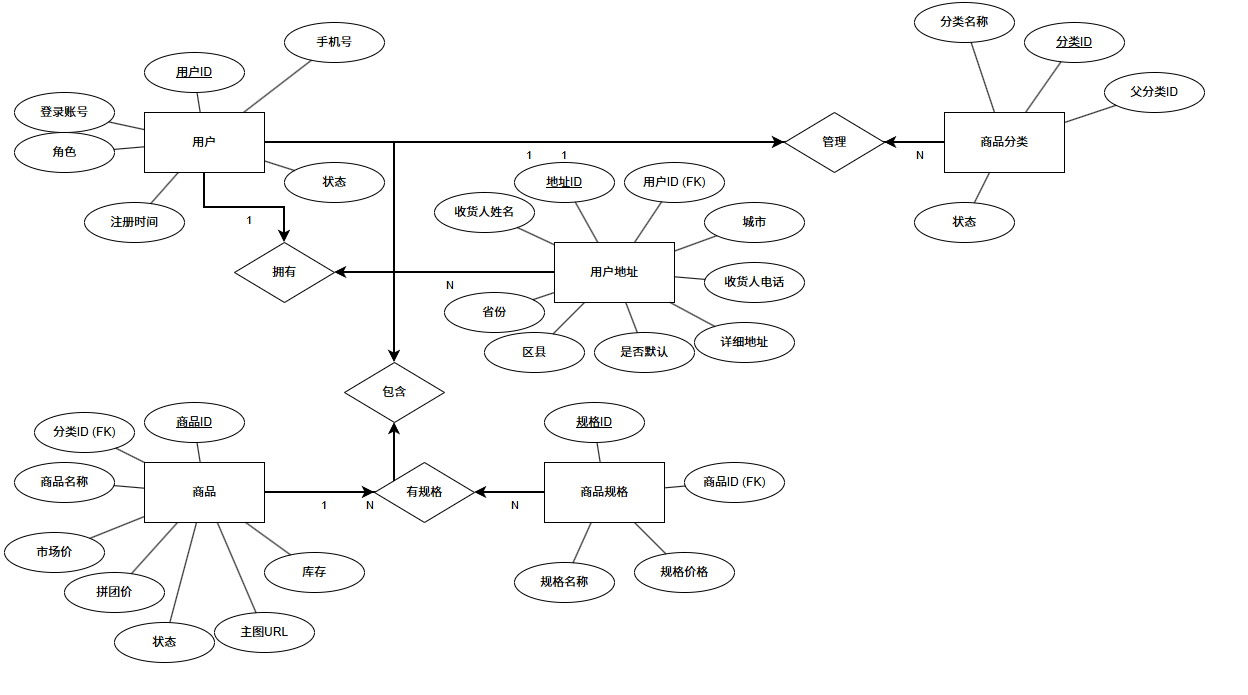 分类名称
手机号
分类ID
用户ID
父分类ID
登录账号
用户
管理
商品分类
角色
1
1
N
状态
地址ID
用户ID (FK)
注册时间
1
收货人姓名
城市
状态
拥有
用户地址
收货人电话
N
省份
区县
是否默认
详细地址
包含
分类ID (FK)
商品ID
规格ID
商品名称
商品
1
N
有规格
N
商品规格
商品ID (FK)
市场价
库存
规格名称
规格价格
拼团价
状态
主图URL